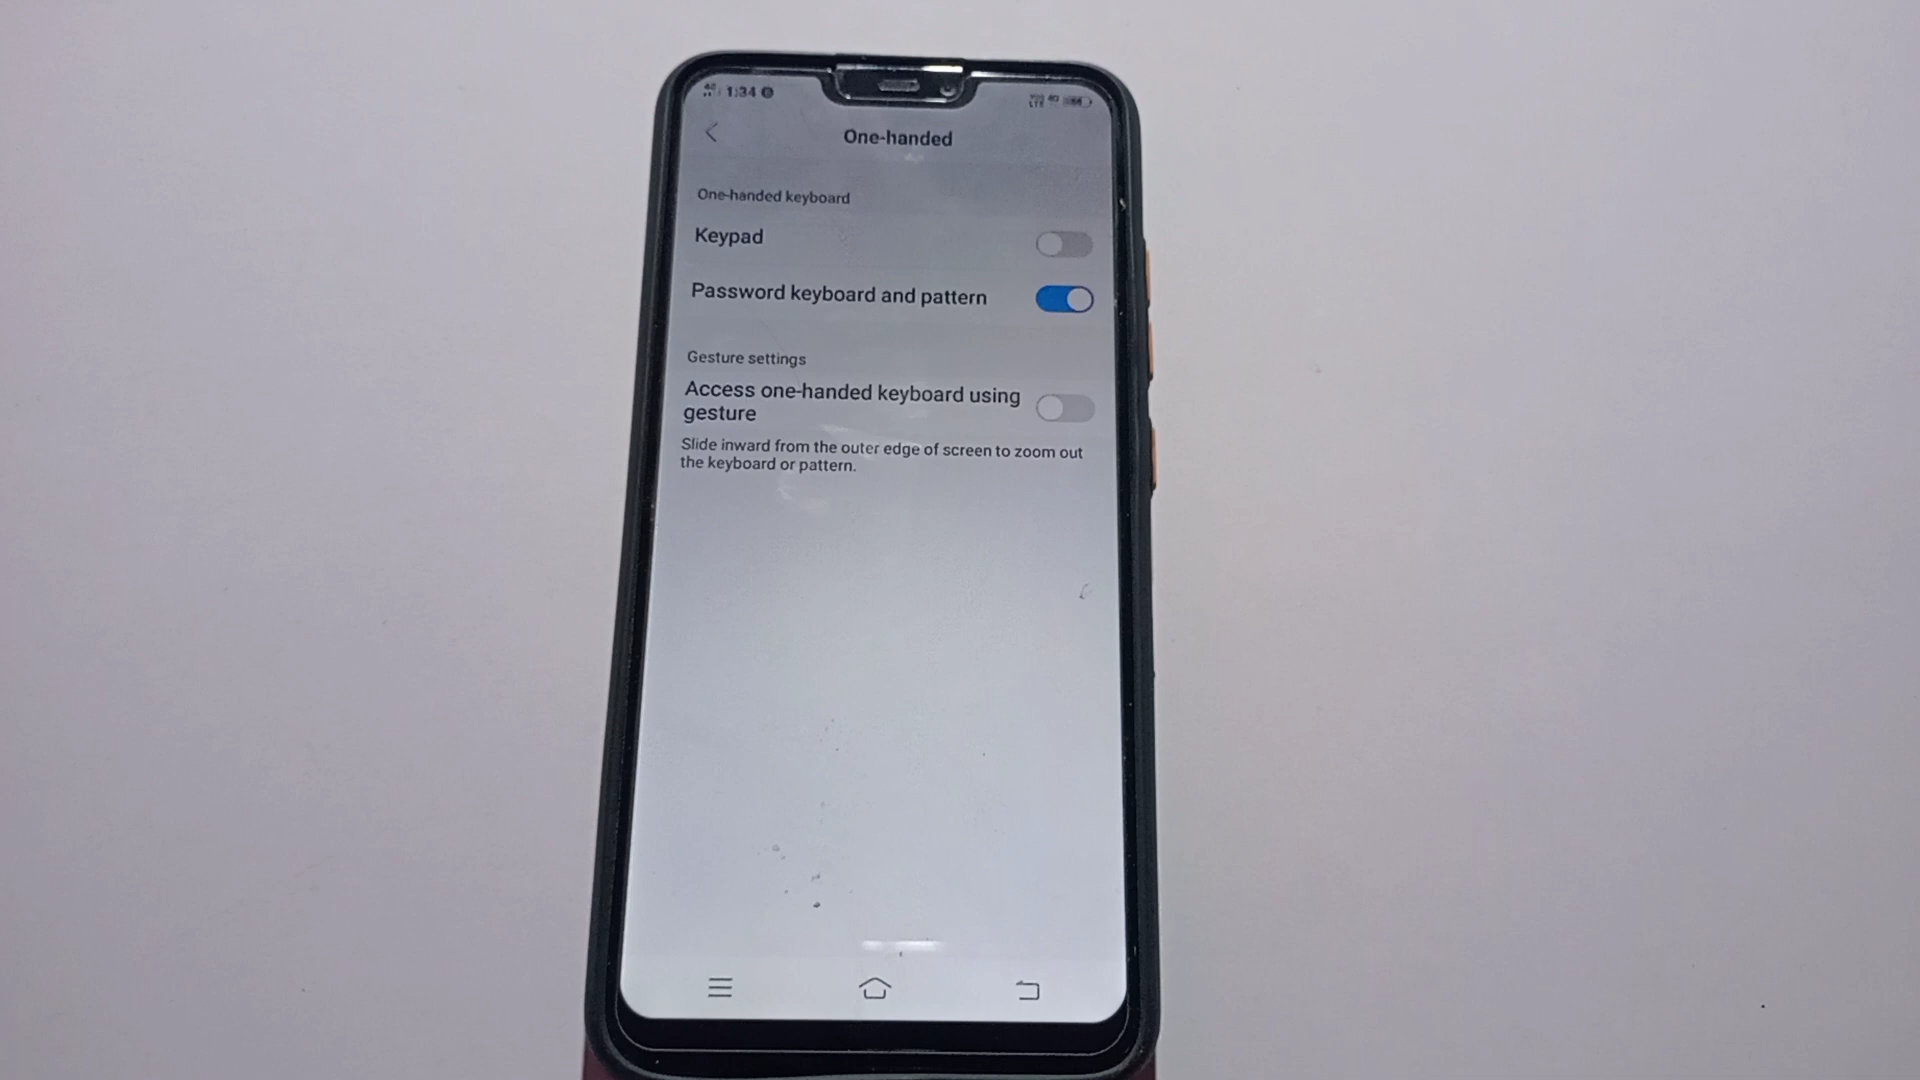 1:34
One-handed
One-handed keyboard
Keypad
Password keyboard and pattern
Gesture settings
Access one-handed keyboard using
gesture
Slide inward from the outer edge of screen to zoom out
the keyboard or pattern.